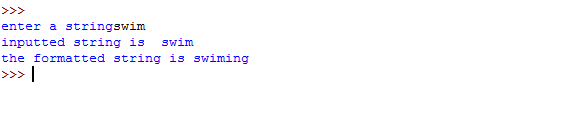 >>>
enter a stringswim
inputted string is  swim
the formatted string is swiming
>>>